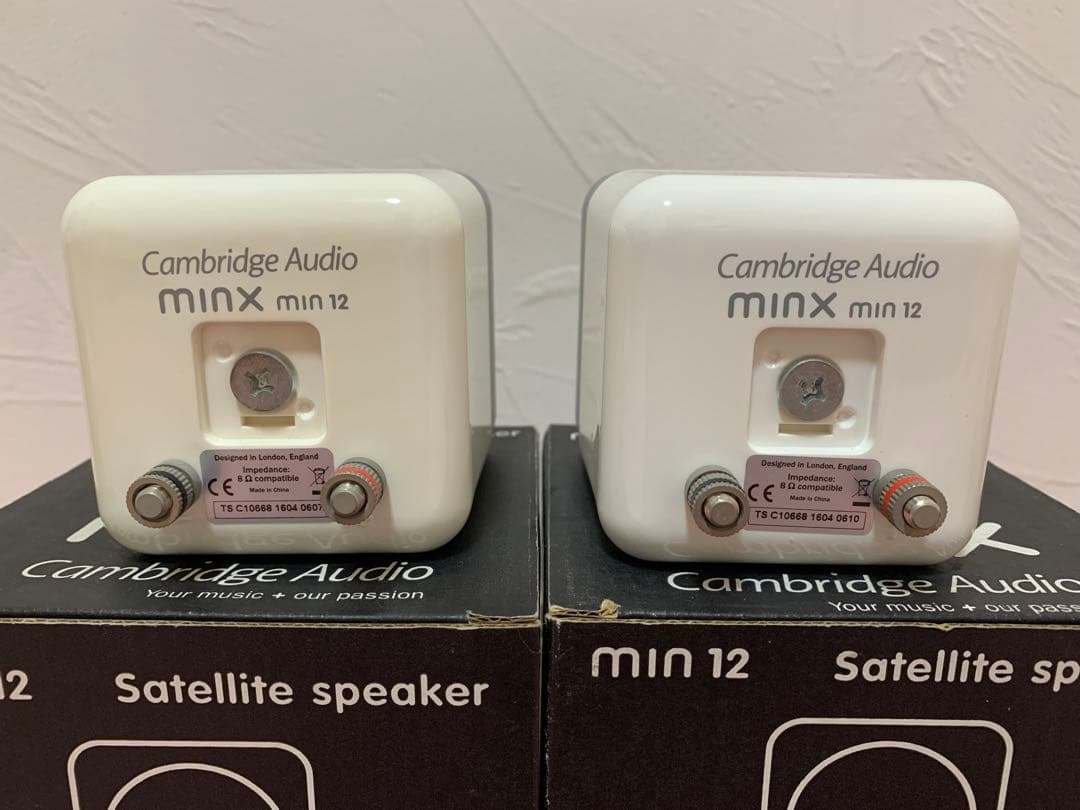 Cambridge Audio
minx min 12
Designed in London, England
Impedance:
8 Ω compatible
CE
Made in China
TS C10668 1604 0607
Cambridge Audio
minx min 12
Designed in London, England
Impedance:
8 Ω compatible
CE
Made in China
TS C10668 1604 0610
Cambridge Audio
Your music + our passion
12
Satellite speaker
Cambridge Audio
Your music + our pass
min 12
Satellite sp